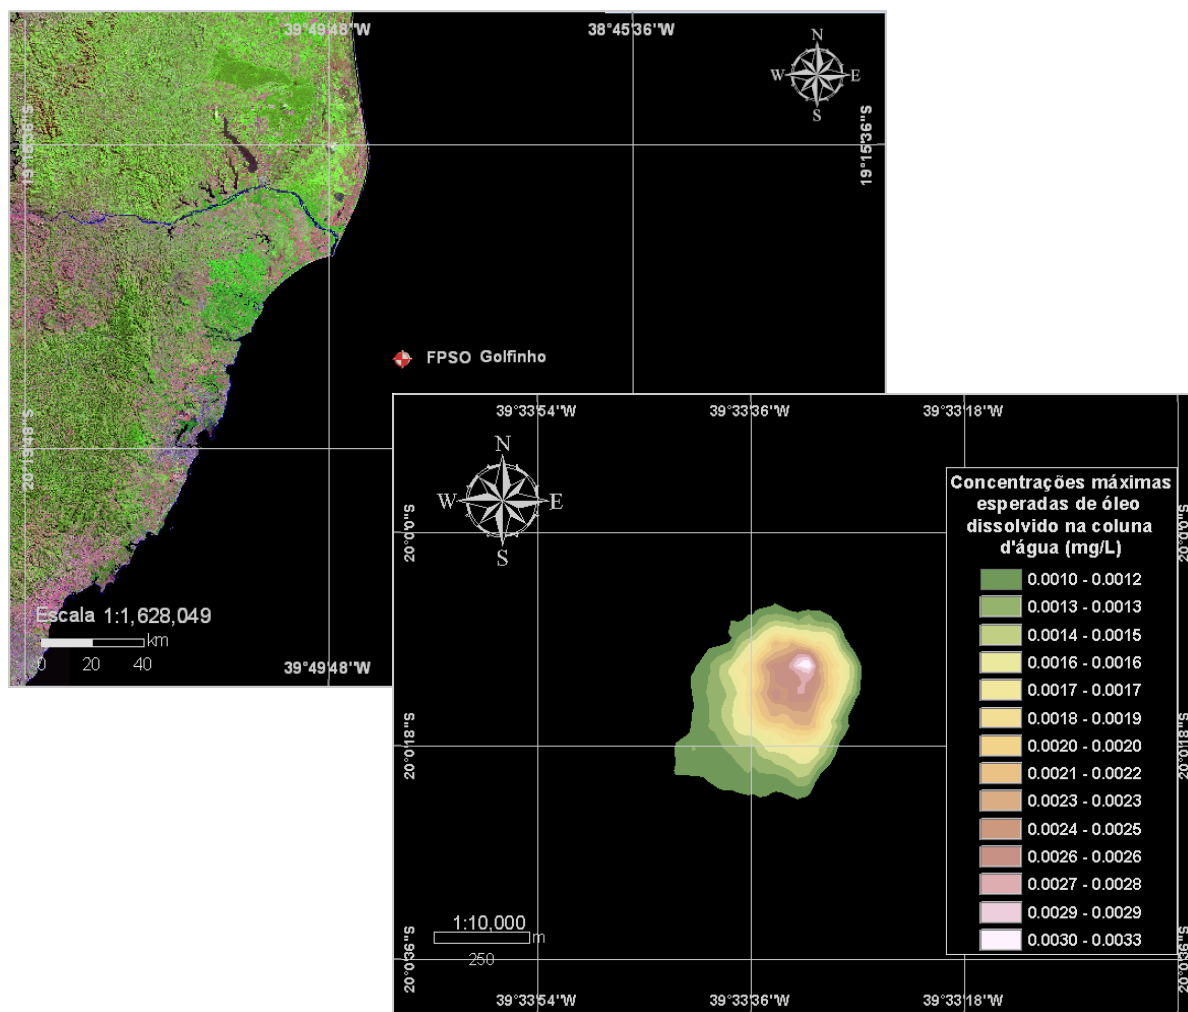 39°49'48"W 38°45'36"W
N
W E
S
19°15'36"S 19°15'36"S
FPSO Golfinho
20°19'48"S
Escala 1:1,628,049
km
0 20 40
39°49'48"W
39°33'54"W 39°33'36"W 39°33'18"W
N
W E
S
20°0'0"S 20°0'0"S
Concentrações máximas
esperadas de óleo
dissolvido na coluna
d'água (mg/L)
0.0010 - 0.0012
0.0013 - 0.0013
0.0014 - 0.0015
0.0016 - 0.0016
0.0017 - 0.0017
0.0018 - 0.0019
0.0020 - 0.0020
0.0021 - 0.0022
0.0023 - 0.0023
0.0024 - 0.0025
0.0026 - 0.0026
0.0027 - 0.0028
0.0029 - 0.0029
0.0030 - 0.0033
20°0'18"S 20°0'18"S
1:10,000
m
250
20°0'36"S 20°0'36"S
39°33'54"W 39°33'36"W 39°33'18"W